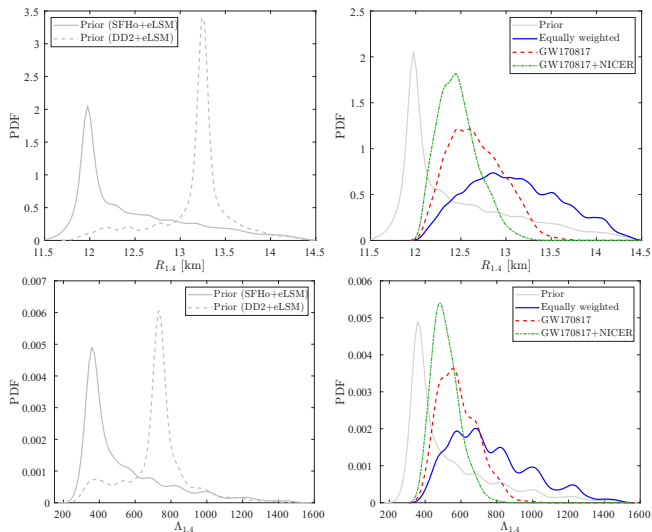 3.5
3
2.5
2
1.5
1
0.5
0
PDF
Prior (SFHo+eLSM)
Prior (DD2+eLSM)
11.5 12 12.5 13 13.5 14 14.5
R1.4 [km]
2.5
2
1.5
1
0.5
0
PDF
Prior
Equally weighted
GW170817
GW170817+NICER
11.5 12 12.5 13 13.5 14 14.5
R1.4 [km]
0.007
0.006
0.005
0.004
0.003
0.002
0.001
0
PDF
Prior (SFHo+eLSM)
Prior (DD2+eLSM)
200 400 600 800 1000 1200 1400 1600
Λ1.4
0.006
0.005
0.004
0.003
0.002
0.001
0
PDF
Prior
Equally weighted
GW170817
GW170817+NICER
200 400 600 800 1000 1200 1400 1600
Λ1.4